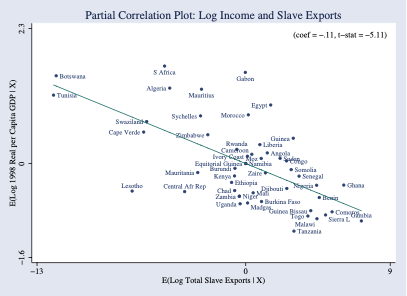 Partial Correlation Plot: Log Income and Slave Exports
(coef = −.11, t−stat = −5.11)
2.3
S Africa
Botswana
Gabon
Algeria
Mauritius
Tunisia
Egypt
Sychelles
Morocco
Swaziland
Cape Verde
Zimbabwe
Guinea
Rwanda
Liberia
Cameroon
Ivory Coast
Angola
E(Log 1998 Real per Capita GDP | X)
0
Equitorial Guinea
Namibia
Congo
Burundi
Somolia
Mauritania
Zaire
Kenya
Senegal
Ethiopia
Nigeria
Ghana
Lesotho
Central Afr Rep
Chad
Djibouti
Mali
Zambia
Niger
Benin
Burkina Faso
Uganda
Madgas
Guinea Bissau
Comoros
Togo
Gambia
Sierra L
Malawi
Tanzania
−1.6
−13
0
9
E(Log Total Slave Exports | X)